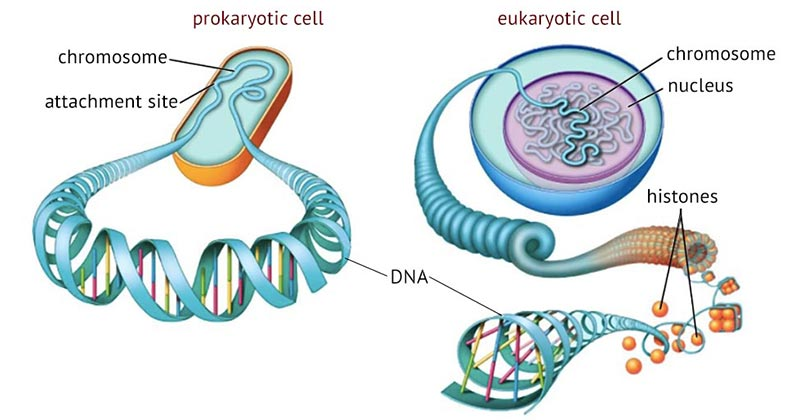 prokaryotic cell
eukaryotic cell
chromosome
attachment site
chromosome
nucleus
histones
DNA